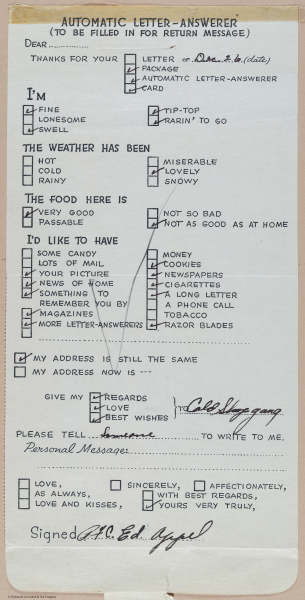 AUTOMATIC LETTER-ANSWERER
(TO BE FILLED IN FOR RETURN MESSAGE)
DEAR
THANKS FOR YOUR LETTER OF Dec. 26 (date)
PACKAGE
AUTOMATIC LETTER-ANSWERER
CARD
I'M
FINE TIP-TOP
LONESOME RARIN' TO GO
SWELL
THE WEATHER HAS BEEN
HOT MISERABLE
COLD LOVELY
RAINY SNOWY
THE FOOD HERE IS
VERY GOOD NOT SO BAD
PASSABLE NOT AS GOOD AS AT HOME
I'D LIKE TO HAVE
SOME CANDY MONEY
LOTS OF MAIL COOKIES
YOUR PICTURE NEWSPAPERS
NEWS OF HOME CIGARETTES
SOMETHING TO A LONG LETTER
REMEMBER YOU BY A PHONE CALL
MAGAZINES TOBACCO
MORE LETTER-ANSWERERS RAZOR BLADES
MY ADDRESS IS STILL THE SAME
MY ADDRESS NOW IS ---
GIVE MY REGARDS
LOVE TO Cold Storage gang
BEST WISHES
PLEASE TELL Someone TO WRITE TO ME.
Personal Message:
LOVE, SINCERELY, AFFECTIONATELY,
AS ALWAYS, WITH BEST REGARDS,
LOVE AND KISSES, YOURS VERY TRULY,
Signed Pfc. Ed. Appel